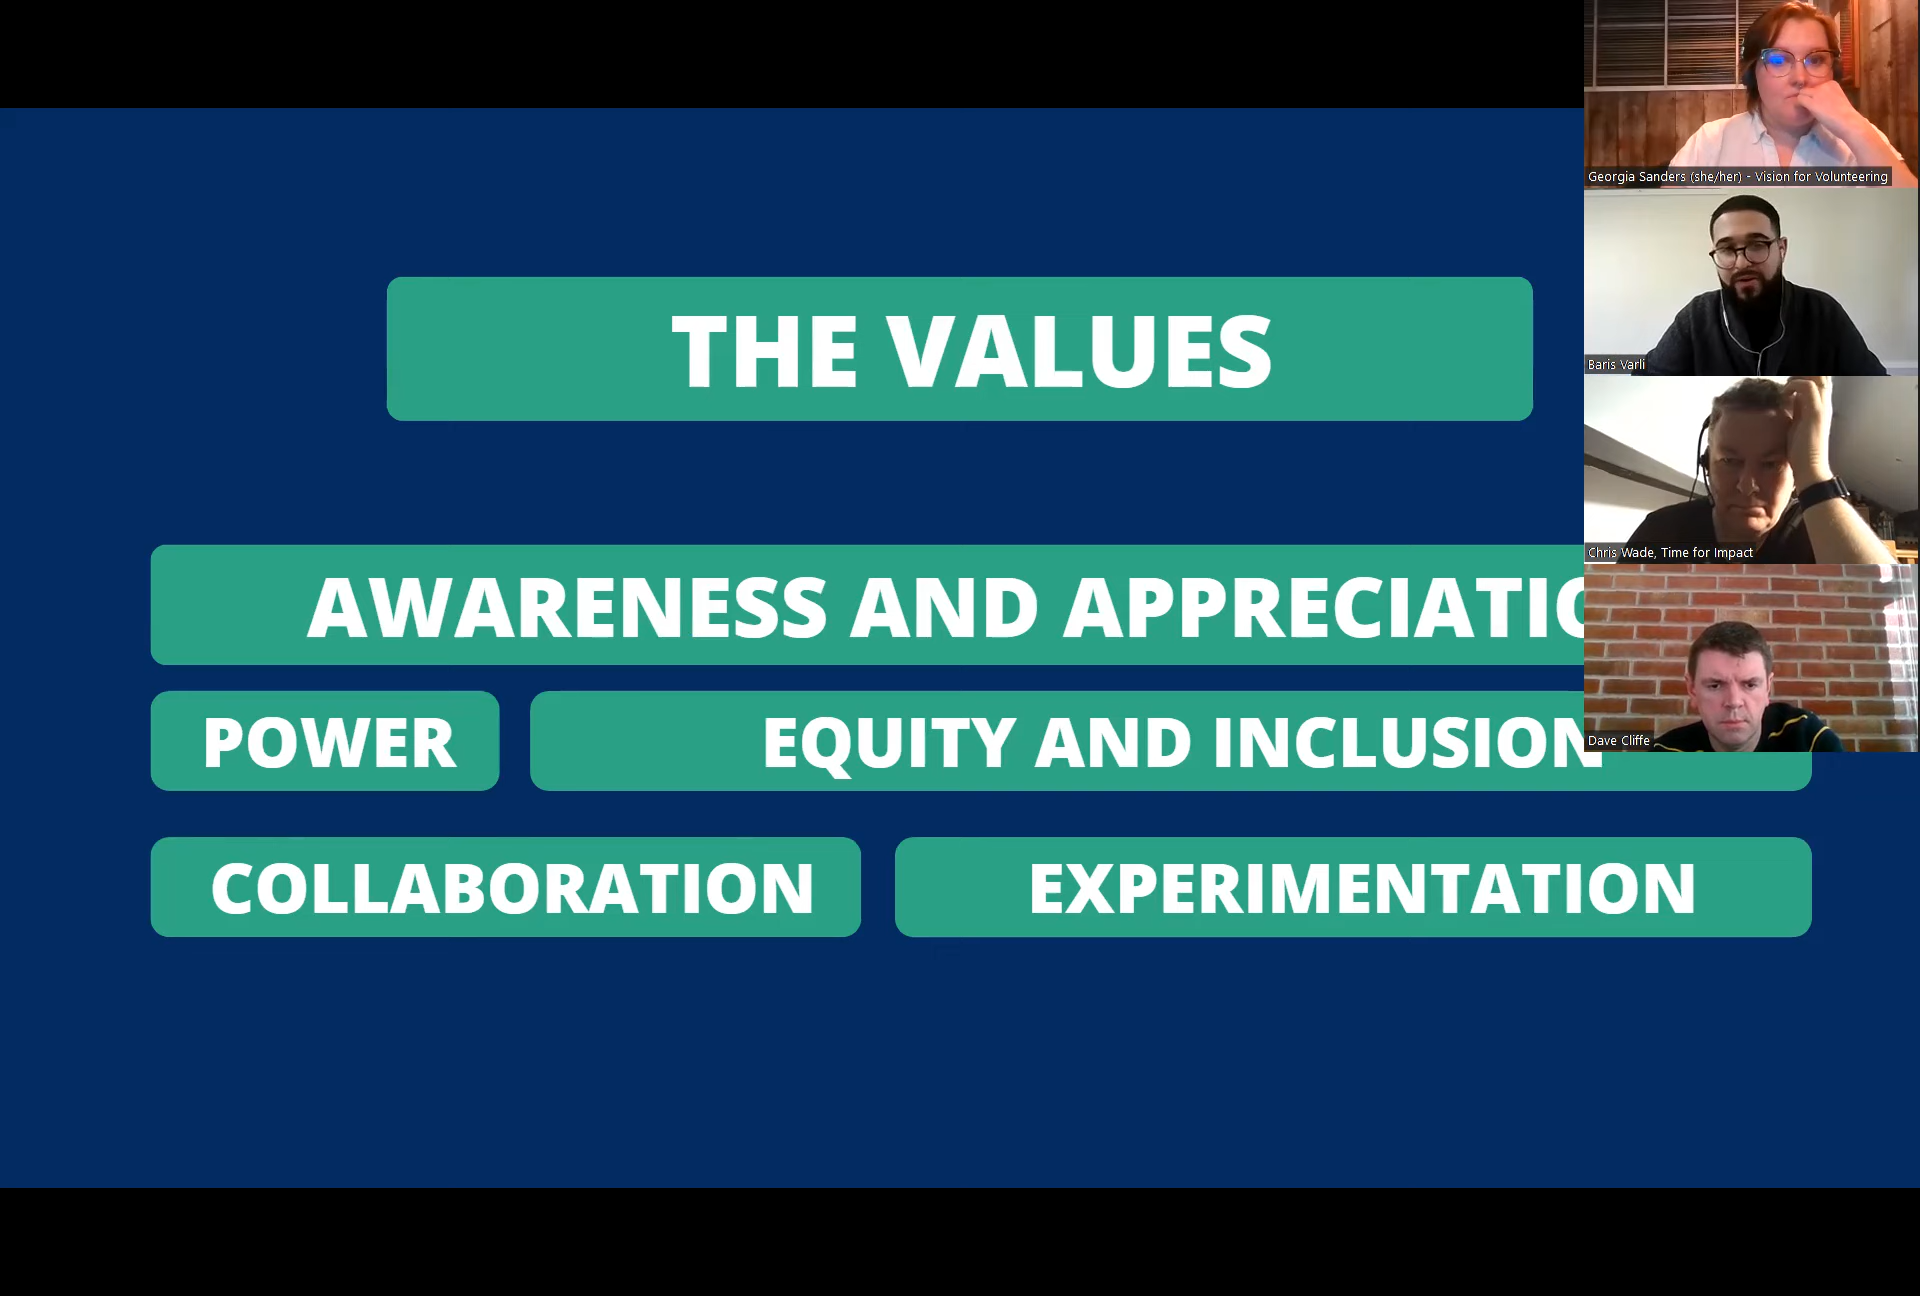 THE VALUES
AWARENESS AND APPRECIATIO
POWER
EQUITY AND INCLUSION
COLLABORATION
EXPERIMENTATION
Georgia Sanders (she/her) - Vision for Volunteering
Baris Varli
Chris Wade, Time for Impact
Dave Cliffe